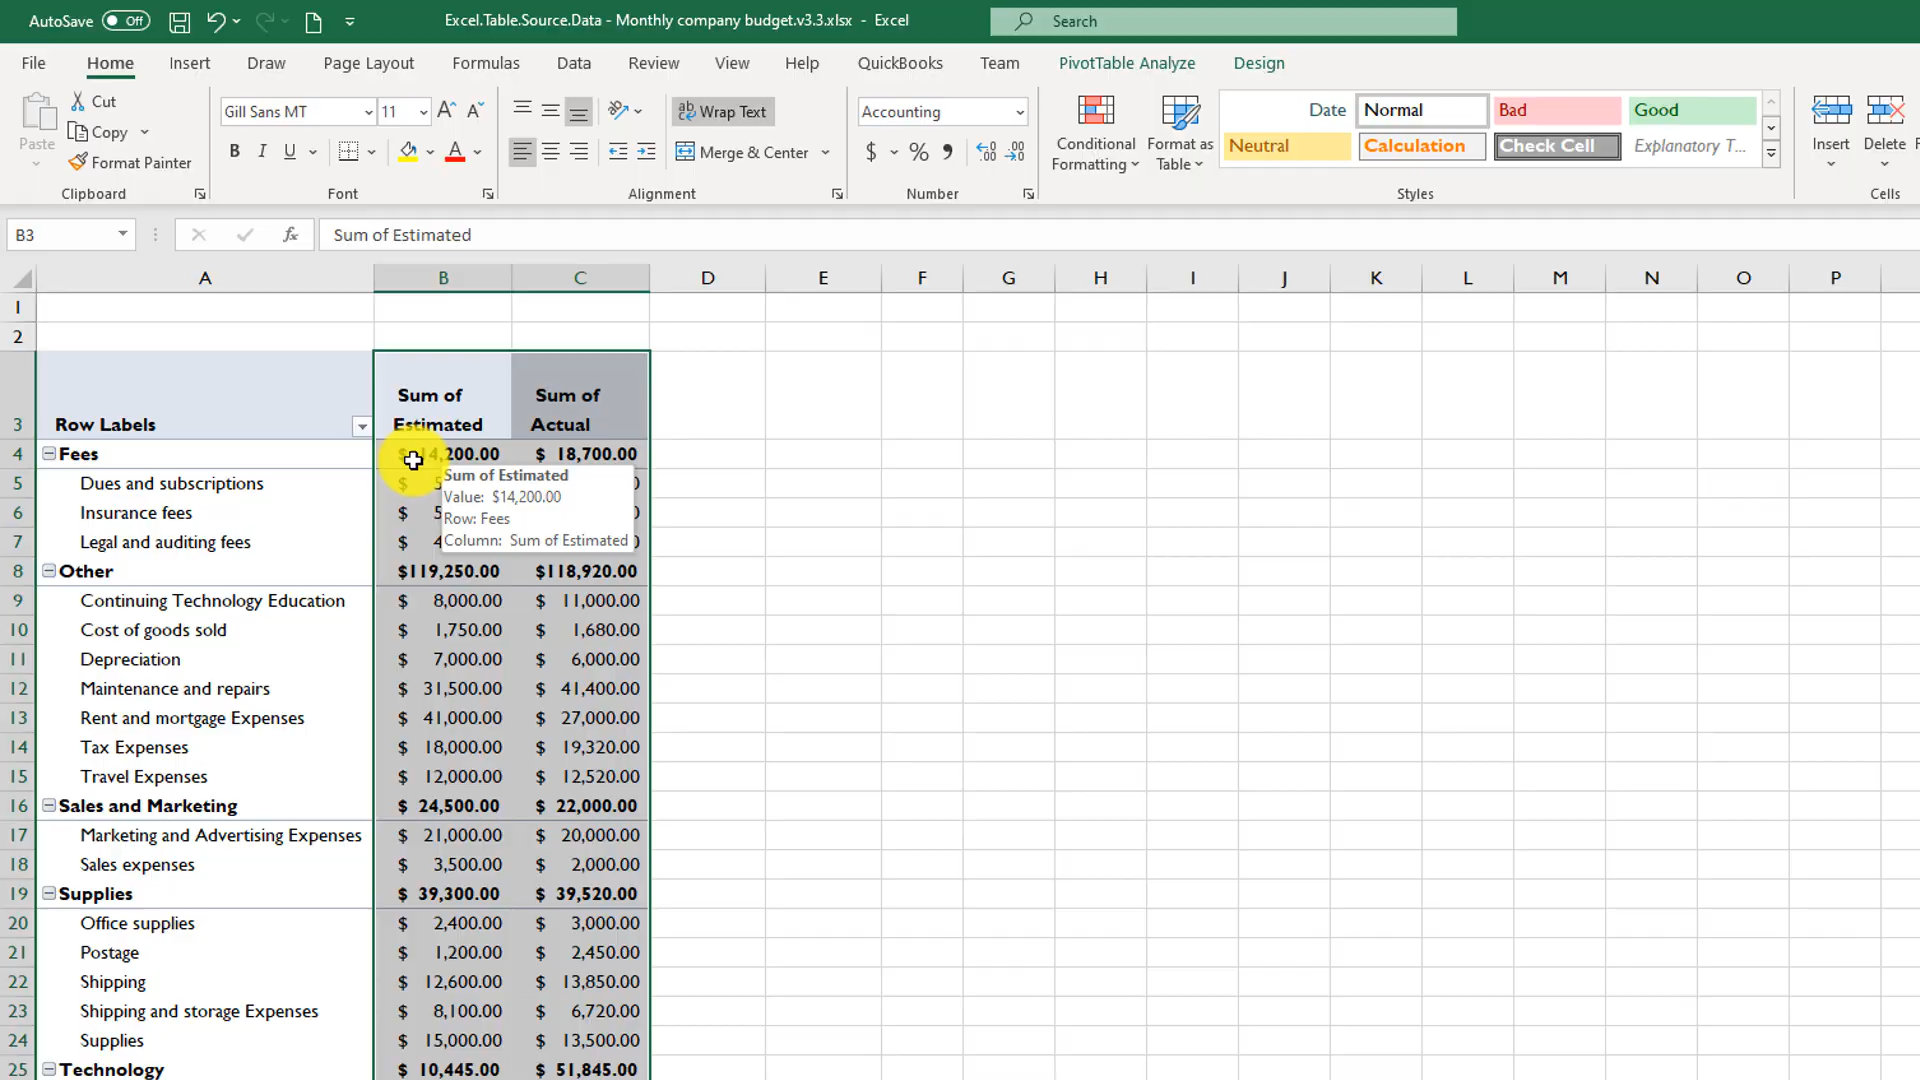 AutoSave Off Excel.Table.Source.Data - Monthly company budget.v3.3.xlsx - Excel Search
File Home Insert Draw Page Layout Formulas Data Review View Help QuickBooks Team PivotTable Analyze Design
Paste
Cut
Copy
Format Painter
Clipboard
Gill Sans MT 11 A A
B I U A
Font
ab Wrap Text
Merge & Center
Alignment
Accounting
$ % 9 .00 .00
Number
Conditional Formatting
Format as Table
Date Normal Bad Good
Neutral Calculation Check Cell Explanatory T...
Styles
Insert Delete
Cells
B3 fx Sum of Estimated
A B C D E F G H I J K L M N O P
1
2
3 Row Labels Sum of Estimated Sum of Actual
4 Fees $ 14,200.00 $ 18,700.00
Sum of Estimated
Value: $14,200.00
Row: Fees
Column: Sum of Estimated
5 Dues and subscriptions $ 5
6 Insurance fees $ 5
7 Legal and auditing fees $ 4
8 Other $119,250.00 $118,920.00
9 Continuing Technology Education $ 8,000.00 $ 11,000.00
10 Cost of goods sold $ 1,750.00 $ 1,680.00
11 Depreciation $ 7,000.00 $ 6,000.00
12 Maintenance and repairs $ 31,500.00 $ 41,400.00
13 Rent and mortgage Expenses $ 41,000.00 $ 27,000.00
14 Tax Expenses $ 18,000.00 $ 19,320.00
15 Travel Expenses $ 12,000.00 $ 12,520.00
16 Sales and Marketing $ 24,500.00 $ 22,000.00
17 Marketing and Advertising Expenses $ 21,000.00 $ 20,000.00
18 Sales expenses $ 3,500.00 $ 2,000.00
19 Supplies $ 39,300.00 $ 39,520.00
20 Office supplies $ 2,400.00 $ 3,000.00
21 Postage $ 1,200.00 $ 2,450.00
22 Shipping $ 12,600.00 $ 13,850.00
23 Shipping and storage Expenses $ 8,100.00 $ 6,720.00
24 Supplies $ 15,000.00 $ 13,500.00
25 Technology $ 10,445.00 $ 51,845.00